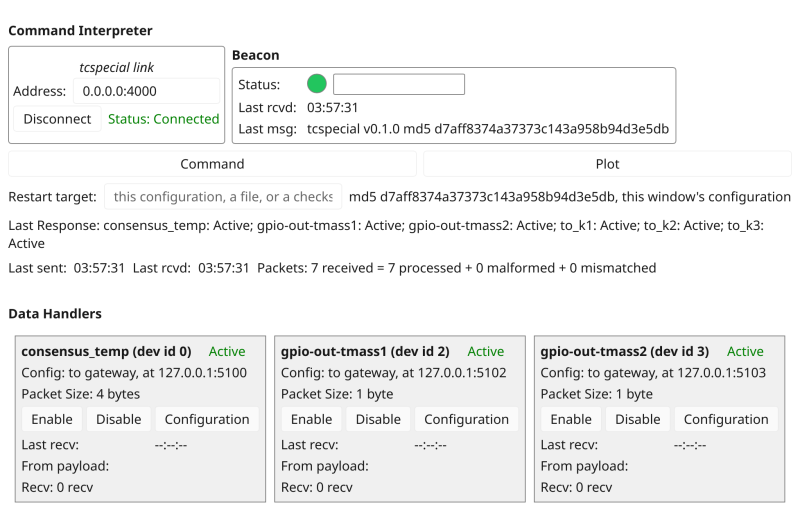 Command Interpreter
tcspecial link
Address: 0.0.0.0:4000
Disconnect Status: Connected
Beacon
Status:
Last rcvd: 03:57:31
Last msg: tcspecial v0.1.0 md5 d7aff8374a37373c143a958b94d3e5db
Command Plot
Restart target: this configuration, a file, or a checks md5 d7aff8374a37373c143a958b94d3e5db, this window's configuration
Last Response: consensus_temp: Active; gpio-out-tmass1: Active; gpio-out-tmass2: Active; to_k1: Active; to_k2: Active; to_k3:
Active
Last sent: 03:57:31 Last rcvd: 03:57:31 Packets: 7 received = 7 processed + 0 malformed + 0 mismatched
Data Handlers
consensus_temp (dev id 0) Active
Config: to gateway, at 127.0.0.1:5100
Packet Size: 4 bytes
Enable Disable Configuration
Last recv: --:--:--
From payload:
Recv: 0 recv
gpio-out-tmass1 (dev id 2) Active
Config: to gateway, at 127.0.0.1:5102
Packet Size: 1 byte
Enable Disable Configuration
Last recv: --:--:--
From payload:
Recv: 0 recv
gpio-out-tmass2 (dev id 3) Active
Config: to gateway, at 127.0.0.1:5103
Packet Size: 1 byte
Enable Disable Configuration
Last recv: --:--:--
From payload:
Recv: 0 recv